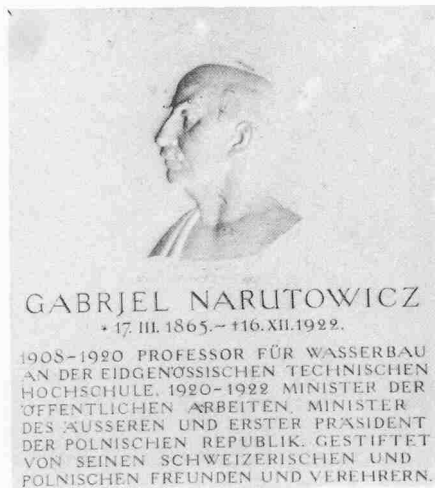 GABRJEL NARUTOWICZ
* 17. III. 1865. – †16. XII. 1922.
1908–1920 PROFESSOR FÜR WASSERBAU
AN DER EIDGENÖSSISCHEN TECHNISCHEN
HOCHSCHULE. 1920–1922 MINISTER DER
ÖFFENTLICHEN ARBEITEN, MINISTER
DES ÄUSSEREN UND ERSTER PRÄSIDENT
DER POLNISCHEN REPUBLIK. GESTIFTET
VON SEINEN SCHWEIZERISCHEN UND
POLNISCHEN FREUNDEN UND VEREHRERN.